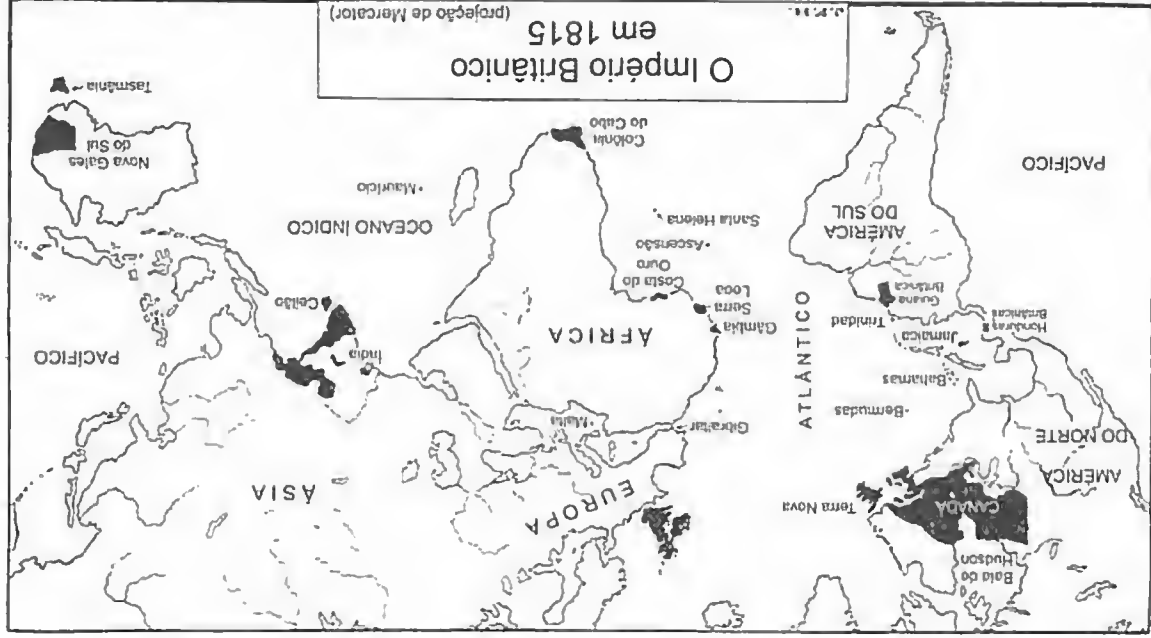 Baía do
Hudson
CANADÁ
Terra Nova
AMÉRICA
DO NORTE
Bermudas
Bahamas
Jamaica
Honduras
Britânicas
Trinidad
Guiana
Britânica
AMÉRICA
DO SUL
PACÍFICO
ATLÂNTICO
EUROPA
Gibraltar
Malta
ÁFRICA
Gâmbia
Serra
Leoa
Costa do
Ouro
Ascensão
Santa Helena
Colônia
do Cabo
ÁSIA
Índia
Ceilão
OCEANO ÍNDICO
Maurício
PACÍFICO
Nova Gales
do Sul
Tasmânia
O Império Britânico
em 1815
(projeção de Mercator)